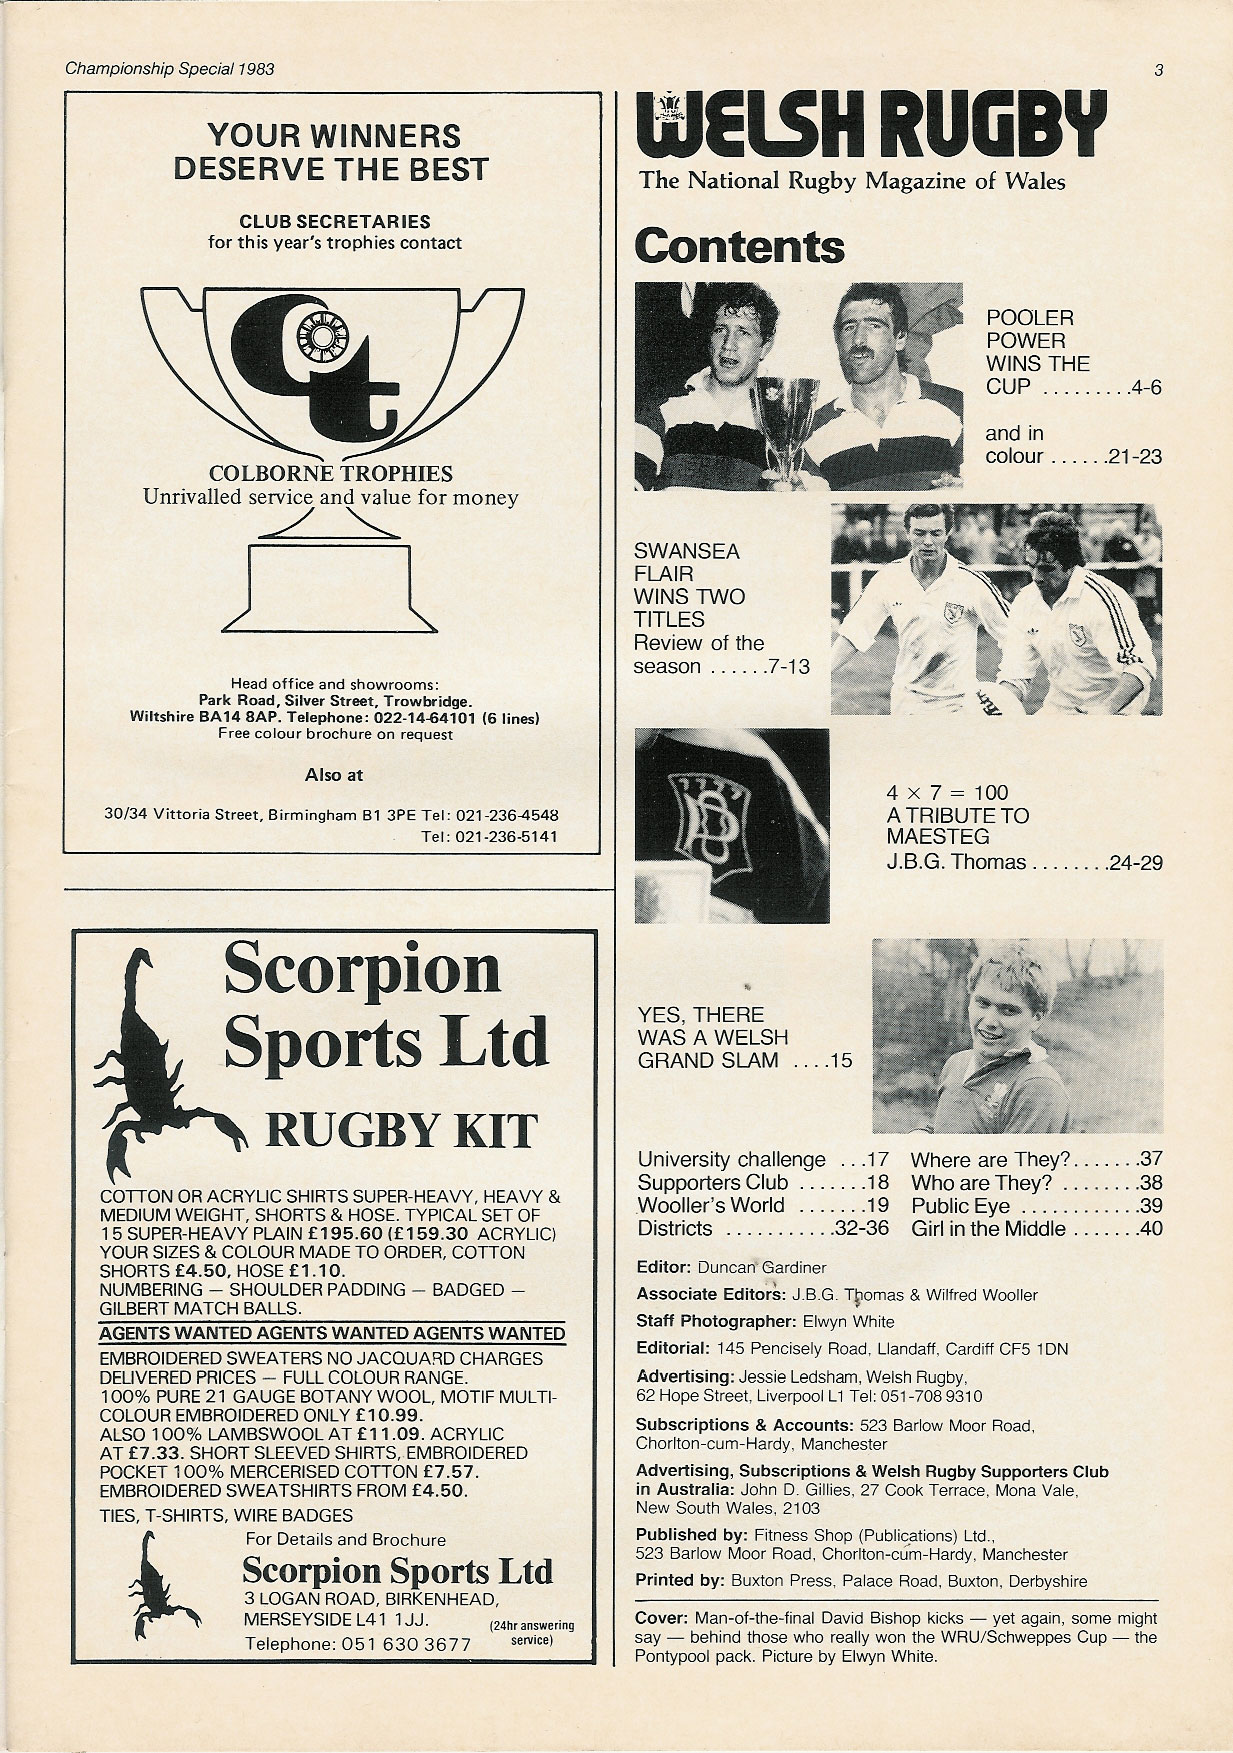 Championship Special 1983
3
YOUR WINNERS
DESERVE THE BEST
CLUB SECRETARIES
for this year's trophies contact
Ct
COLBORNE TROPHIES
Unrivalled service and value for money
Head office and showrooms:
Park Road, Silver Street, Trowbridge.
Wiltshire BA14 8AP. Telephone: 022-14-64101 (6 lines)
Free colour brochure on request
Also at
30/34 Vittoria Street, Birmingham B1 3PE Tel: 021-236-4548
Tel: 021-236-5141
Scorpion
Sports Ltd
RUGBY KIT
COTTON OR ACRYLIC SHIRTS SUPER-HEAVY, HEAVY &
MEDIUM WEIGHT, SHORTS & HOSE. TYPICAL SET OF
15 SUPER-HEAVY PLAIN £195.60 (£159.30 ACRYLIC)
YOUR SIZES & COLOUR MADE TO ORDER, COTTON
SHORTS £4.50, HOSE £1.10.
NUMBERING — SHOULDER PADDING — BADGED —
GILBERT MATCH BALLS.
AGENTS WANTED AGENTS WANTED AGENTS WANTED
EMBROIDERED SWEATERS NO JACQUARD CHARGES
DELIVERED PRICES — FULL COLOUR RANGE.
100% PURE 21 GAUGE BOTANY WOOL, MOTIF MULTI-
COLOUR EMBROIDERED ONLY £10.99.
ALSO 100% LAMBSWOOL AT £11.09. ACRYLIC
AT £7.33. SHORT SLEEVED SHIRTS, EMBROIDERED
POCKET 100% MERCERISED COTTON £7.57.
EMBROIDERED SWEATSHIRTS FROM £4.50.
TIES, T-SHIRTS, WIRE BADGES
For Details and Brochure
Scorpion Sports Ltd
3 LOGAN ROAD, BIRKENHEAD,
MERSEYSIDE L41 1JJ.
Telephone: 051 630 3677
(24hr answering
service)
WELSH RUGBY
The National Rugby Magazine of Wales
Contents
POOLER
POWER
WINS THE
CUP .........4-6
and in
colour ......21-23
SWANSEA
FLAIR
WINS TWO
TITLES
Review of the
season ......7-13
4 × 7 = 100
A TRIBUTE TO
MAESTEG
J.B.G. Thomas ........24-29
YES, THERE
WAS A WELSH
GRAND SLAM ....15
University challenge ...17
Supporters Club .......18
Wooller's World .......19
Districts ...........32-36
Where are They?.......37
Who are They? ........38
Public Eye ............39
Girl in the Middle .......40
Editor: Duncan Gardiner
Associate Editors: J.B.G. Thomas & Wilfred Wooller
Staff Photographer: Elwyn White
Editorial: 145 Pencisely Road, Llandaff, Cardiff CF5 1DN
Advertising: Jessie Ledsham, Welsh Rugby,
62 Hope Street, Liverpool L1 Tel: 051-708 9310
Subscriptions & Accounts: 523 Barlow Moor Road,
Chorlton-cum-Hardy, Manchester
Advertising, Subscriptions & Welsh Rugby Supporters Club
in Australia: John D. Gillies, 27 Cook Terrace, Mona Vale,
New South Wales, 2103
Published by: Fitness Shop (Publications) Ltd.,
523 Barlow Moor Road, Chorlton-cum-Hardy, Manchester
Printed by: Buxton Press, Palace Road, Buxton, Derbyshire
Cover: Man-of-the-final David Bishop kicks — yet again, some might
say — behind those who really won the WRU/Schweppes Cup — the
Pontypool pack. Picture by Elwyn White.